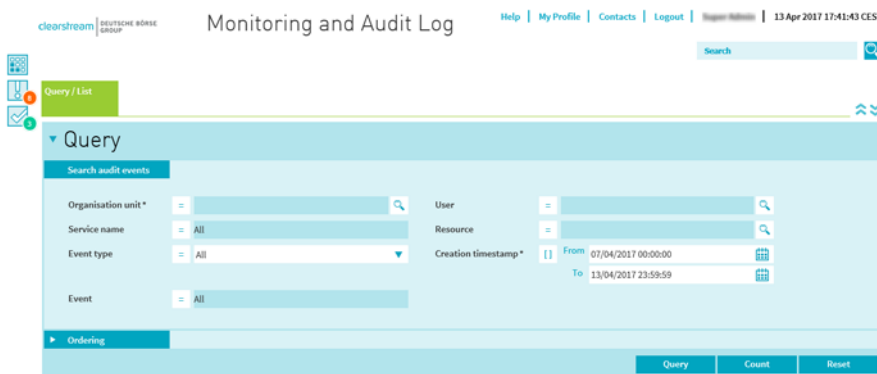 clearstream DEUTSCHE BÖRSE GROUP
Monitoring and Audit Log
Help My Profile Contacts Logout 13 Apr 2017 17:41:43 CES
Search
8
3
Query / List
Query
Search audit events
Organisation unit * = User =
Service name = All Resource =
Event type = All Creation timestamp * [ ] From 07/04/2017 00:00:00
To 13/04/2017 23:59:59
Event = All
Ordering
Query Count Reset